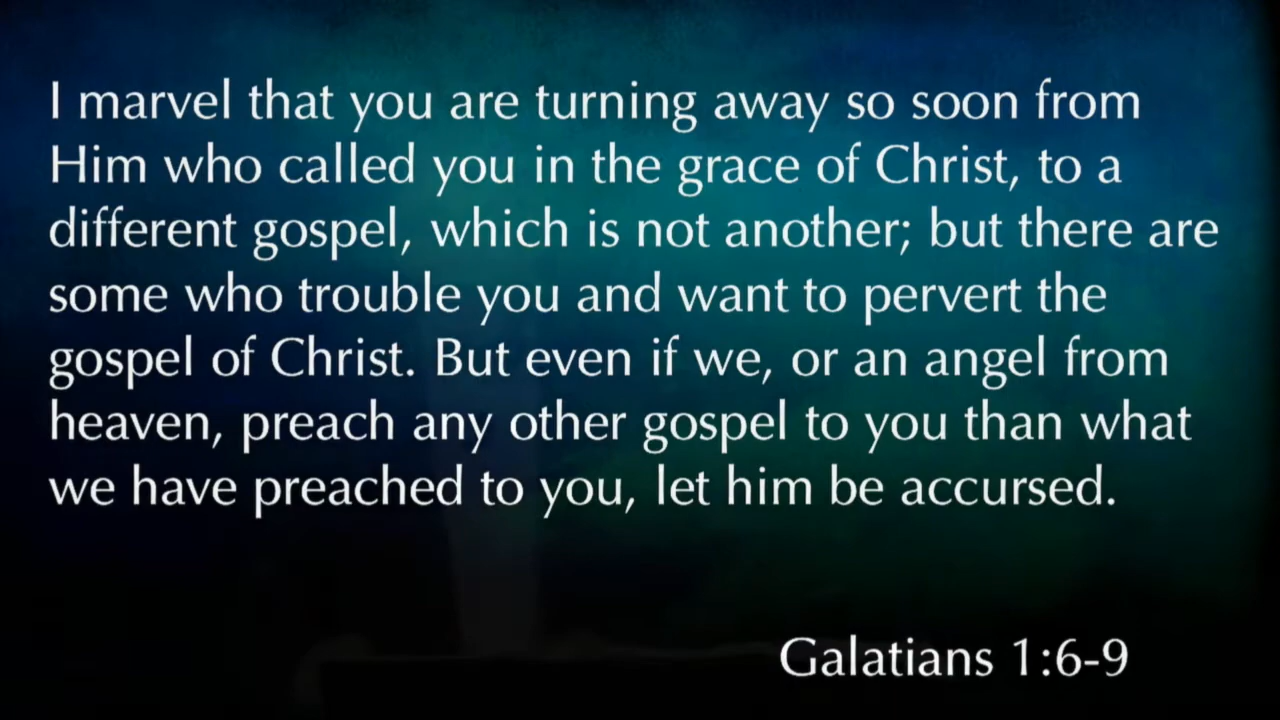 I marvel that you are turning away so soon from
Him who called you in the grace of Christ, to a
different gospel, which is not another; but there are
some who trouble you and want to pervert the
gospel of Christ. But even if we, or an angel from
heaven, preach any other gospel to you than what
we have preached to you, let him be accursed.
Galatians 1:6-9